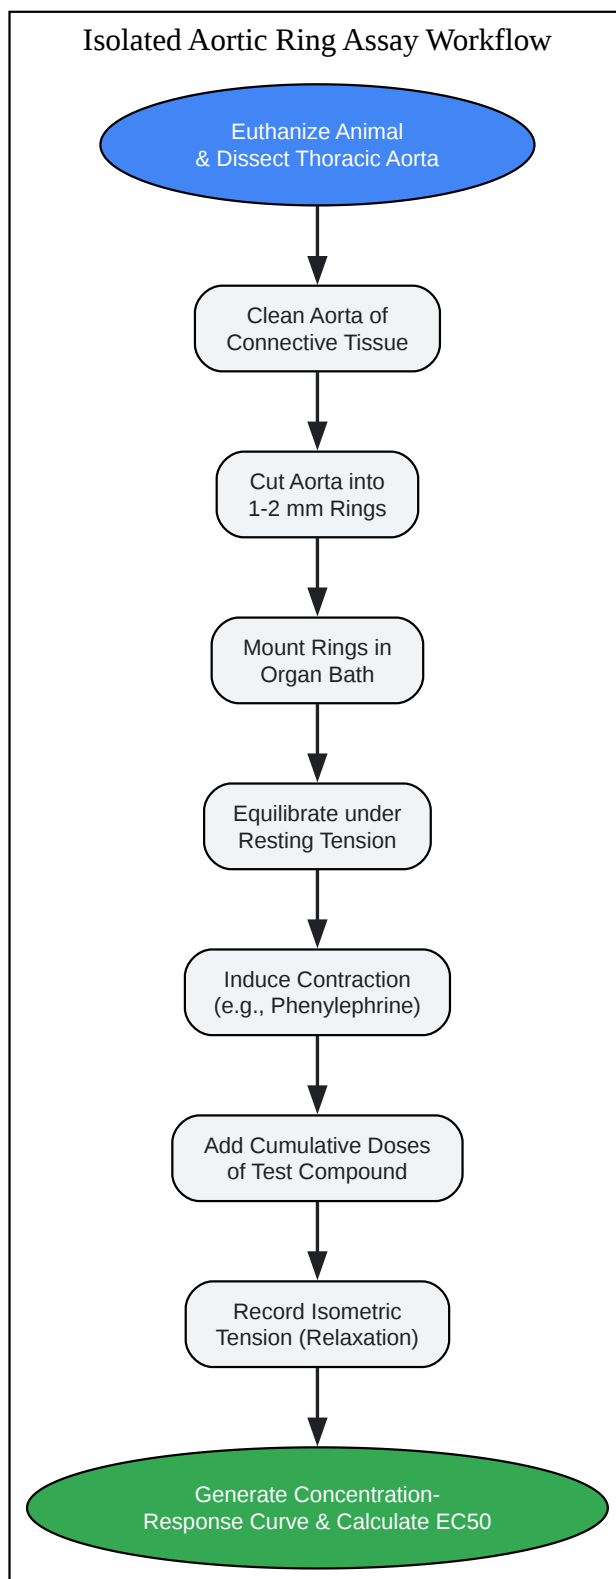 Isolated Aortic Ring Assay Workflow
Euthanize Animal
& Dissect Thoracic Aorta
Clean Aorta of
Connective Tissue
Cut Aorta into
1-2 mm Rings
Mount Rings in
Organ Bath
Equilibrate under
Resting Tension
Induce Contraction
(e.g., Phenylephrine)
Add Cumulative Doses
of Test Compound
Record Isometric
Tension (Relaxation)
Generate Concentration-
Response Curve & Calculate EC50